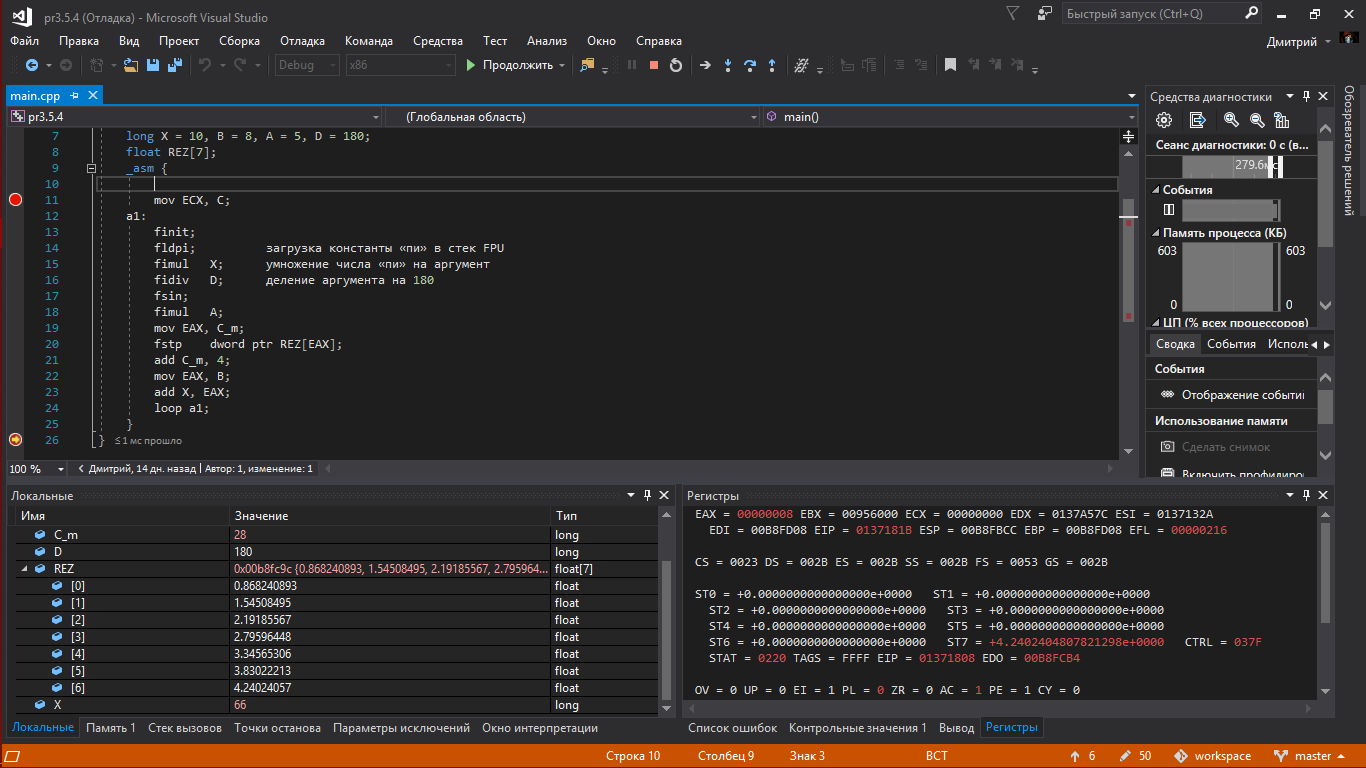 pr3.5.4 (Отладка) - Microsoft Visual Studio
Быстрый запуск (Ctrl+Q)
Файл Правка Вид Проект Сборка Отладка Команда Средства Тест Анализ Окно Справка
Дмитрий
Debug x86 Продолжить
main.cpp
pr3.5.4 (Глобальная область) main()
7 long X = 10, B = 8, A = 5, D = 180;
8 float REZ[7];
9 _asm {
10
11 mov ECX, C;
12 a1:
13 finit;
14 fldpi; загрузка константы «пи» в стек FPU
15 fimul X; умножение числа «пи» на аргумент
16 fidiv D; деление аргумента на 180
17 fsin;
18 fimul A;
19 mov EAX, C_m;
20 fstp dword ptr REZ[EAX];
21 add C_m, 4;
22 mov EAX, B;
23 add X, EAX;
24 loop a1;
25 }
26 } ≤1 мс прошло
100 % Дмитрий, 14 дн. назад | Автор: 1, изменение: 1
Средства диагностики
Сеанс диагностики: 0 с (в...
279.6мс
События
Память процесса (КБ)
603 603
0 0
ЦП (% всех процессоров)
Сводка События Исполь
События
Отображение событи
Использование памяти
Сделать снимок
Включить профилиро
Обозреватель решений
Локальные
Имя Значение Тип
C_m 28 long
D 180 long
REZ 0x00b8fc9c {0.868240893, 1.54508495, 2.19185567, 2.795964... float[7]
[0] 0.868240893 float
[1] 1.54508495 float
[2] 2.19185567 float
[3] 2.79596448 float
[4] 3.34565306 float
[5] 3.83022213 float
[6] 4.24024057 float
X 66 long
Локальные Память 1 Стек вызовов Точки останова Параметры исключений Окно интерпретации
Регистры
EAX = 00000008 EBX = 00956000 ECX = 00000000 EDX = 0137A57C ESI = 0137132A
EDI = 00B8FD08 EIP = 0137181B ESP = 00B8FBCC EBP = 00B8FD08 EFL = 00000216
CS = 0023 DS = 002B ES = 002B SS = 002B FS = 0053 GS = 002B
ST0 = +0.0000000000000000e+0000 ST1 = +0.0000000000000000e+0000
ST2 = +0.0000000000000000e+0000 ST3 = +0.0000000000000000e+0000
ST4 = +0.0000000000000000e+0000 ST5 = +0.0000000000000000e+0000
ST6 = +0.0000000000000000e+0000 ST7 = +4.2402404807821298e+0000 CTRL = 037F
STAT = 0220 TAGS = FFFF EIP = 01371808 EDO = 00B8FCB4
OV = 0 UP = 0 EI = 1 PL = 0 ZR = 0 AC = 1 PE = 1 CY = 0
Список ошибок Контрольные значения 1 Вывод Регистры
Строка 10 Столбец 9 Знак 3 ВСТ 6 50 workspace master